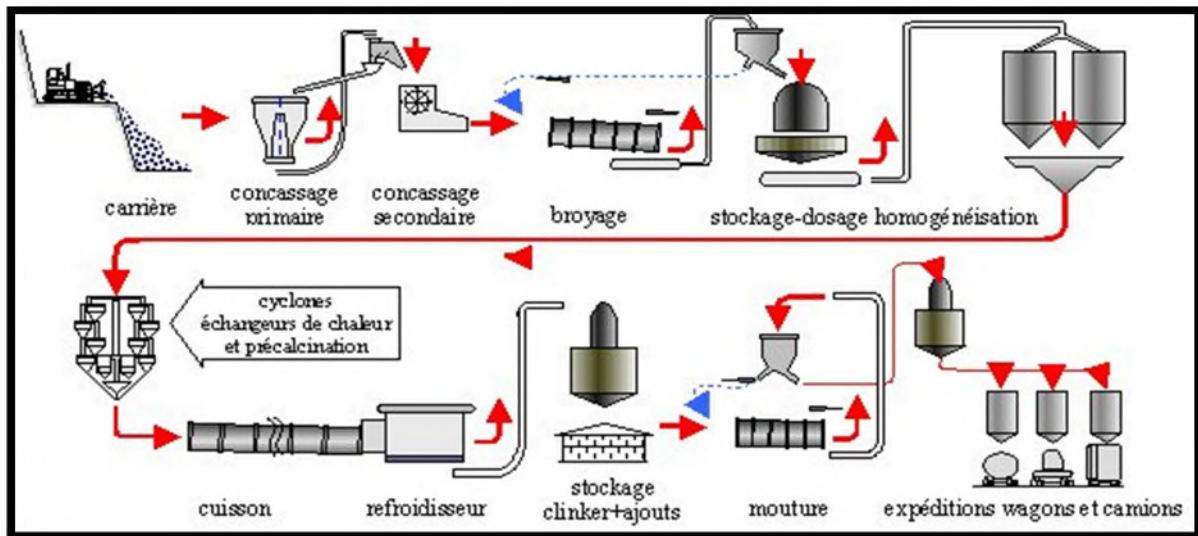 carrière
concassage
primaire
concassage
secondaire
broyage
stockage-dosage homogénéisation
cyclones
échangeurs de chaleur
et précalcination
cuisson
refroidisseur
stockage
clinker+ajouts
mouture
expéditions wagons et camions